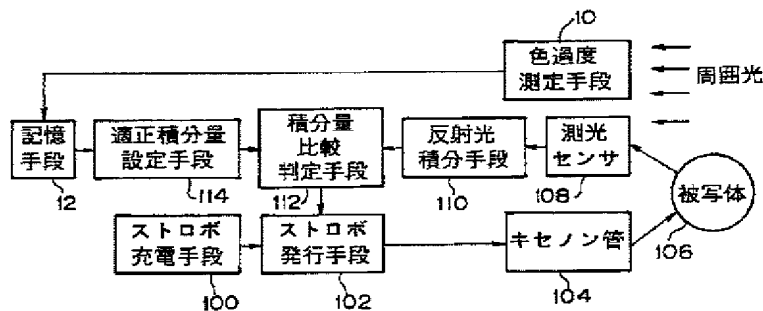 10
色過度
測定手段
周囲光
記憶
手段
12
適正積分量
設定手段
114
積分量
比較
判定手段
112
反射光
積分手段
110
測光
センサ
108
被写体
106
ストロボ
充電手段
100
ストロボ
発行手段
102
キセノン管
104